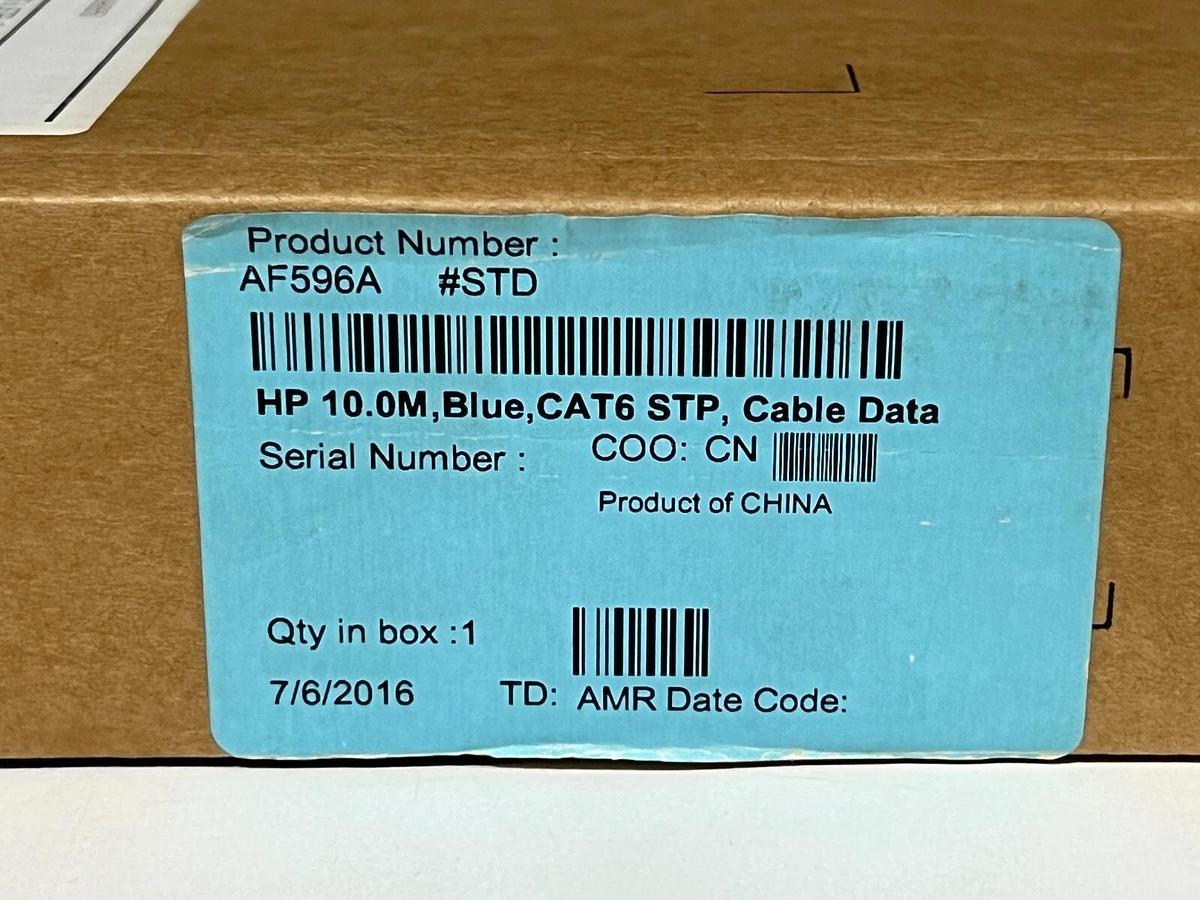 Product Number :
AF596A #STD
HP 10.0M,Blue,CAT6 STP, Cable Data
Serial Number : COO: CN
Product of CHINA
Qty in box :1
7/6/2016 TD: AMR Date Code: